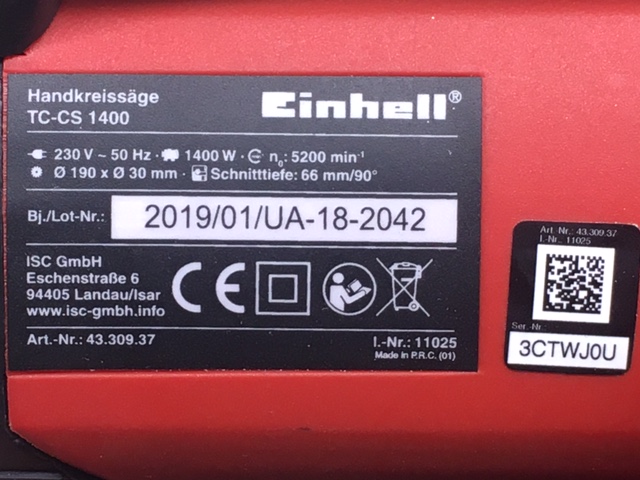 Handkreissäge
TC-CS 1400
Einhell®
230 V ~ 50 Hz · 1400 W · n₀: 5200 min⁻¹
Ø 190 x Ø 30 mm · Schnitttiefe: 66 mm/90°
Bj./Lot-Nr.: 2019/01/UA-18-2042
ISC GmbH
Eschenstraße 6
94405 Landau/Isar
www.isc-gmbh.info
CE
Art.-Nr.: 43.309.37
I.-Nr.: 11025
Made in P.R.C. (01)
Art.-Nr.: 43.309.37
I.-Nr.: 11025
Ser.-Nr.:
3CTWJ0U